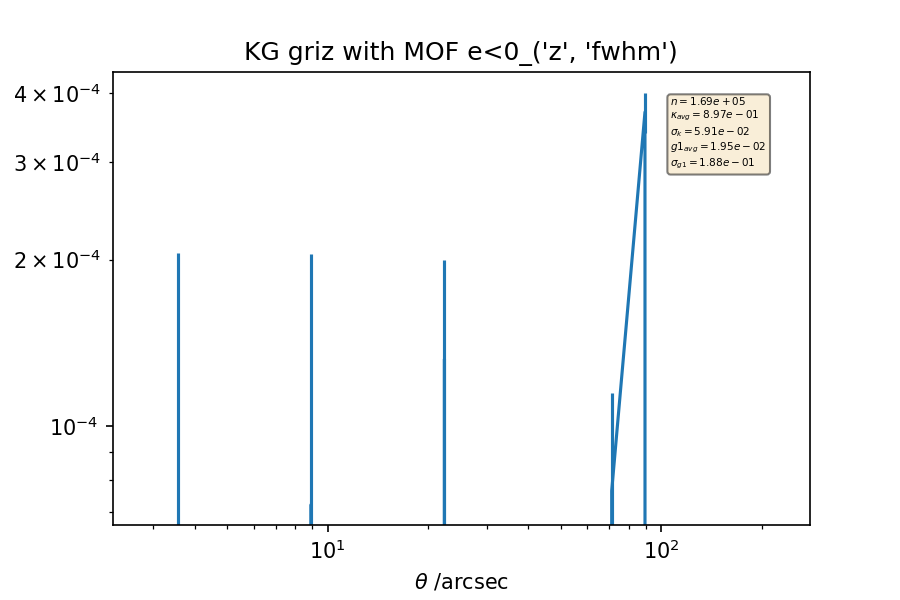 KG griz with MOF e<0_('z', 'fwhm')
4 × 10⁻⁴
3 × 10⁻⁴
2 × 10⁻⁴
10⁻⁴
n = 1.69e + 05
κavg = 8.97e − 01
σk = 5.91e − 02
g1avg = 1.95e − 02
σg1 = 1.88e − 01
10¹
10²
θ /arcsec